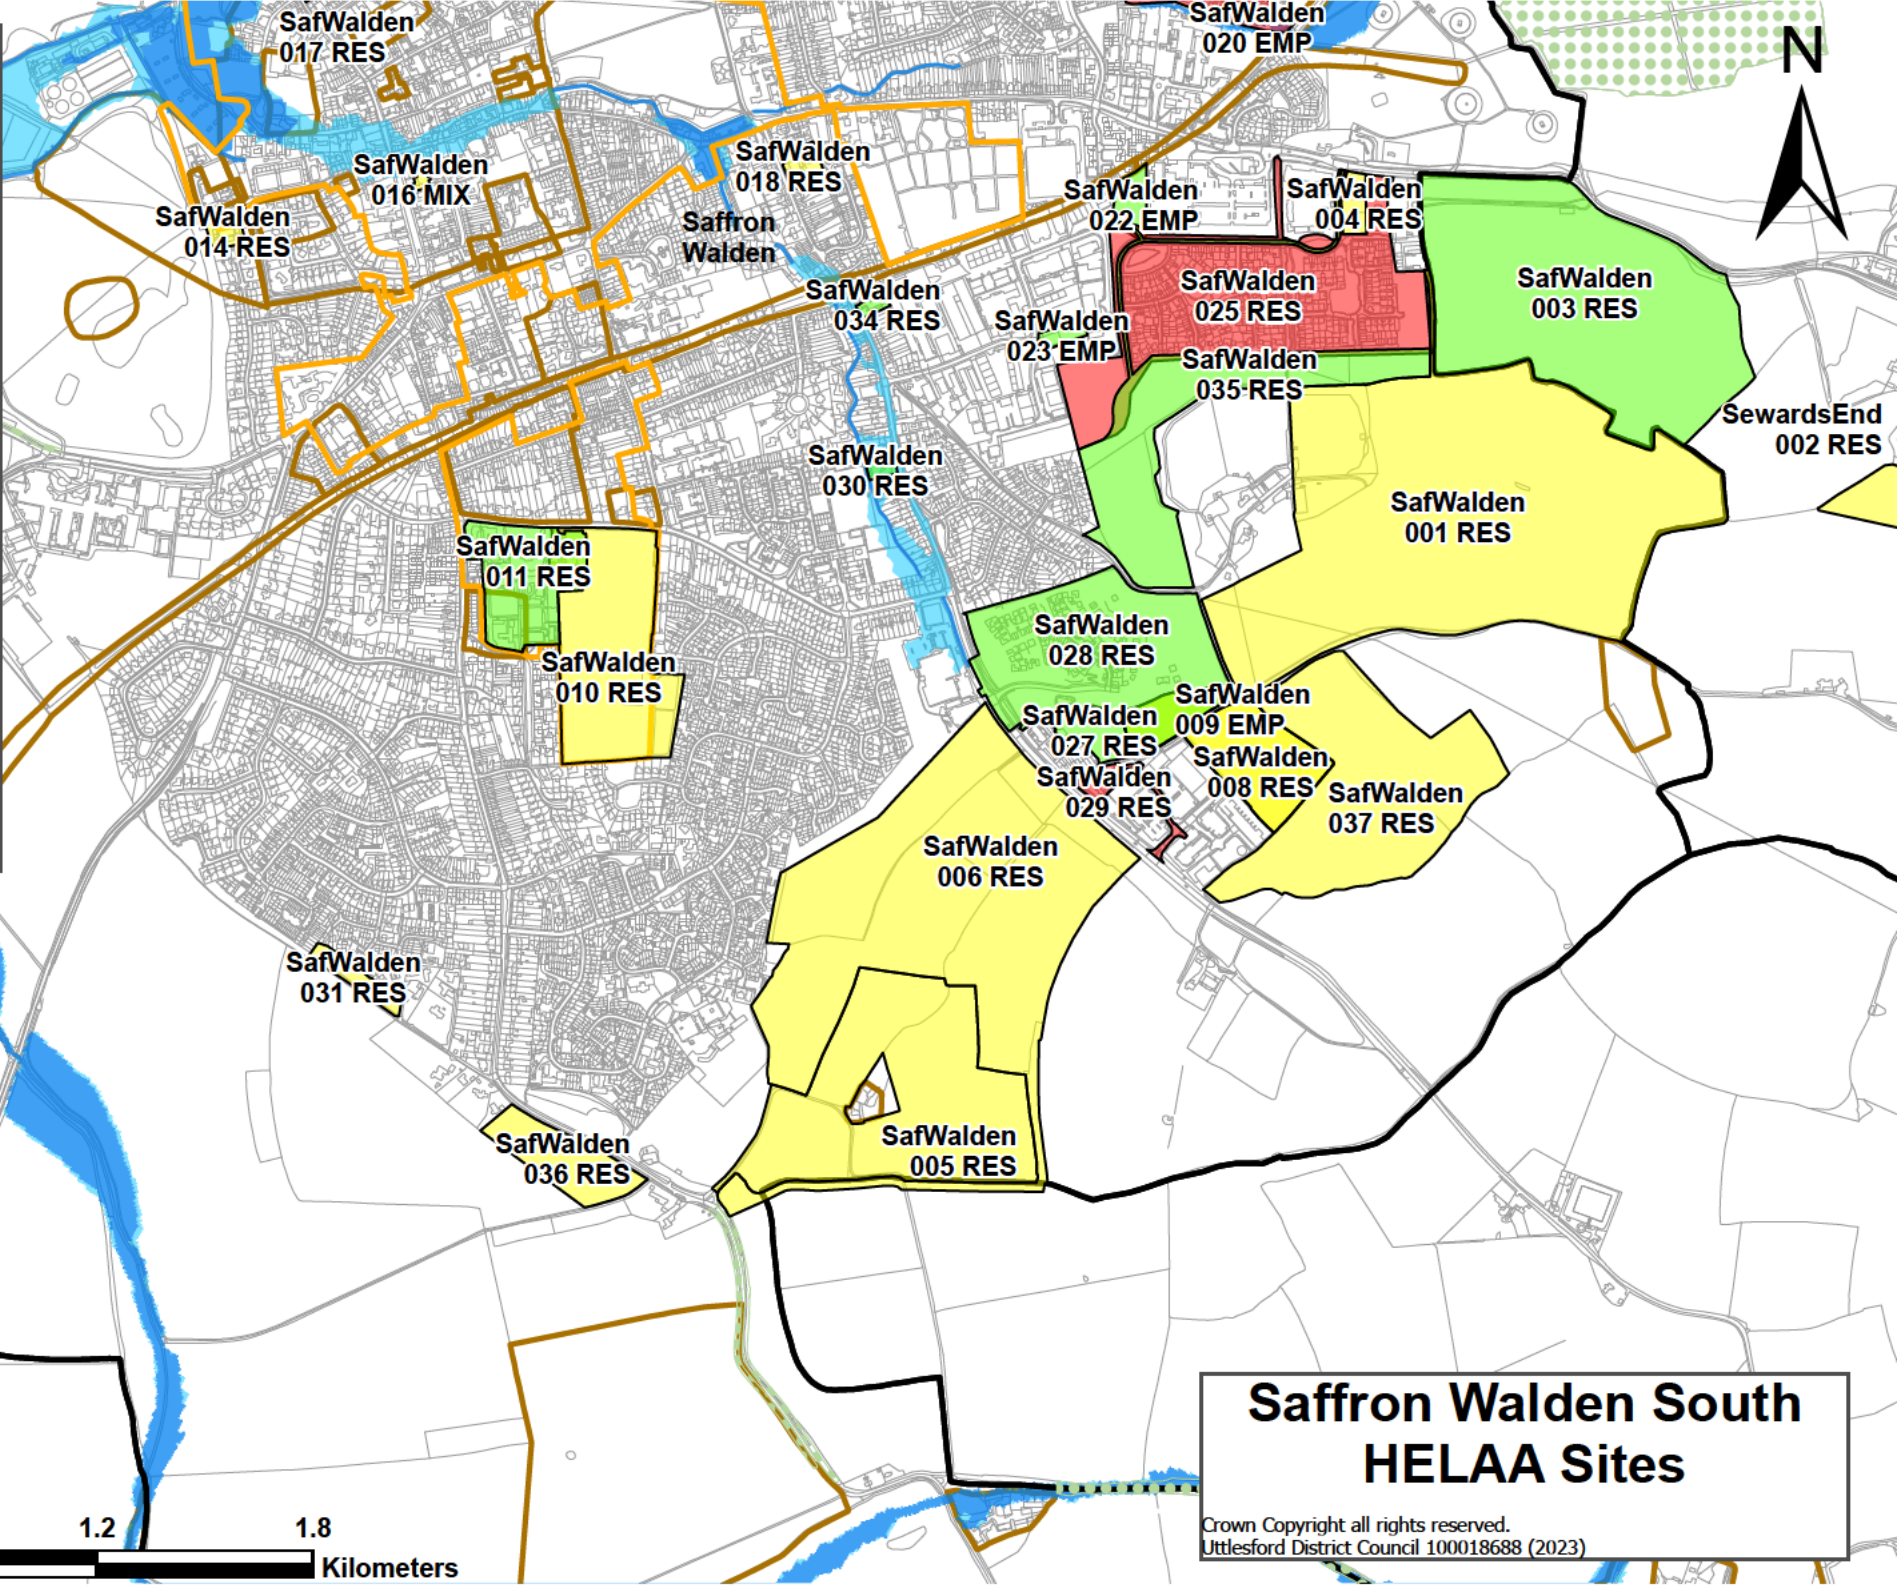 SafWalden
017 RES
SafWalden
020 EMP
N
SafWalden
016 MIX
SafWalden
018 RES
SafWalden
022 EMP
SafWalden
004 RES
SafWalden
014 RES
Saffron
Walden
SafWalden
034 RES
SafWalden
025 RES
SafWalden
003 RES
SafWalden
023 EMP
SafWalden
035 RES
SewardsEnd
002 RES
SafWalden
030 RES
SafWalden
001 RES
SafWalden
011 RES
SafWalden
028 RES
SafWalden
010 RES
SafWalden
009 EMP
SafWalden
027 RES
SafWalden
008 RES
SafWalden
029 RES
SafWalden
037 RES
SafWalden
006 RES
SafWalden
031 RES
SafWalden
005 RES
SafWalden
036 RES
Saffron Walden South
HELAA Sites
Crown Copyright all rights reserved.
Uttlesford District Council 100018688 (2023)
1.2 1.8
Kilometers